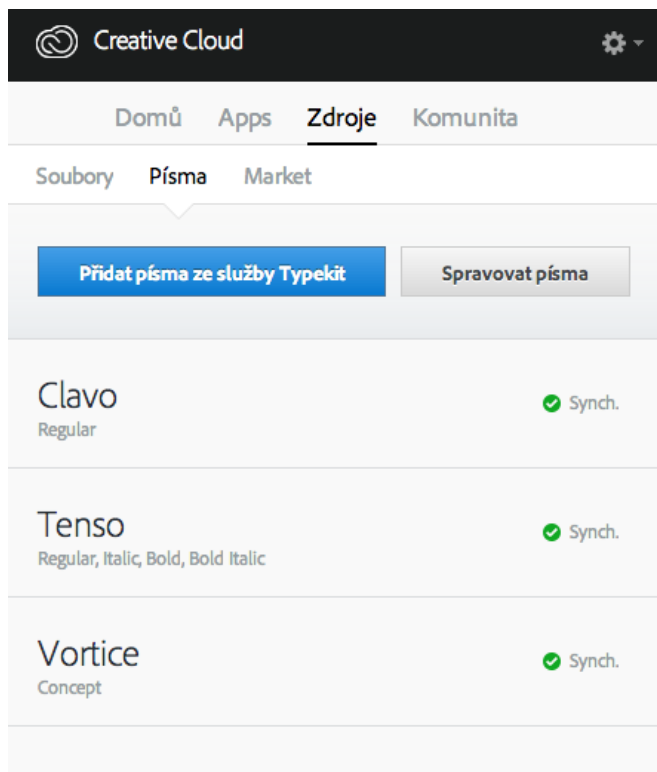 Creative Cloud
Domů Apps Zdroje Komunita
Soubory Písma Market
Přidat písma ze služby Typekit Spravovat písma
Clavo
Synch.
Regular
Tenso
Synch.
Regular, Italic, Bold, Bold Italic
Vortice
Synch.
Concept